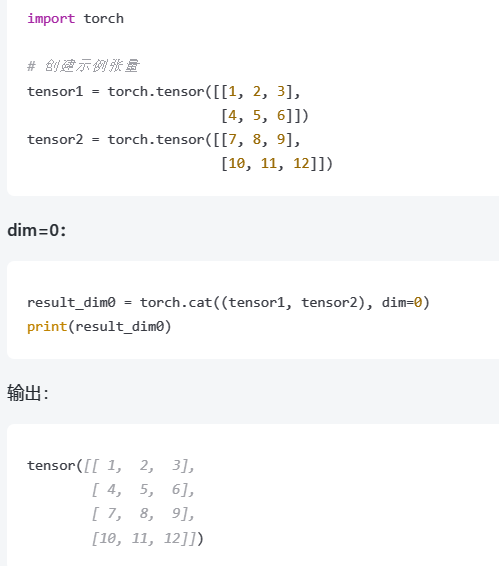 import torch
# 创建示例张量
tensor1 = torch.tensor([[1, 2, 3],
                        [4, 5, 6]])
tensor2 = torch.tensor([[7, 8, 9],
                        [10, 11, 12]])
dim=0：
result_dim0 = torch.cat((tensor1, tensor2), dim=0)
print(result_dim0)
输出：
tensor([[ 1,  2,  3],
        [ 4,  5,  6],
        [ 7,  8,  9],
        [10, 11, 12]])